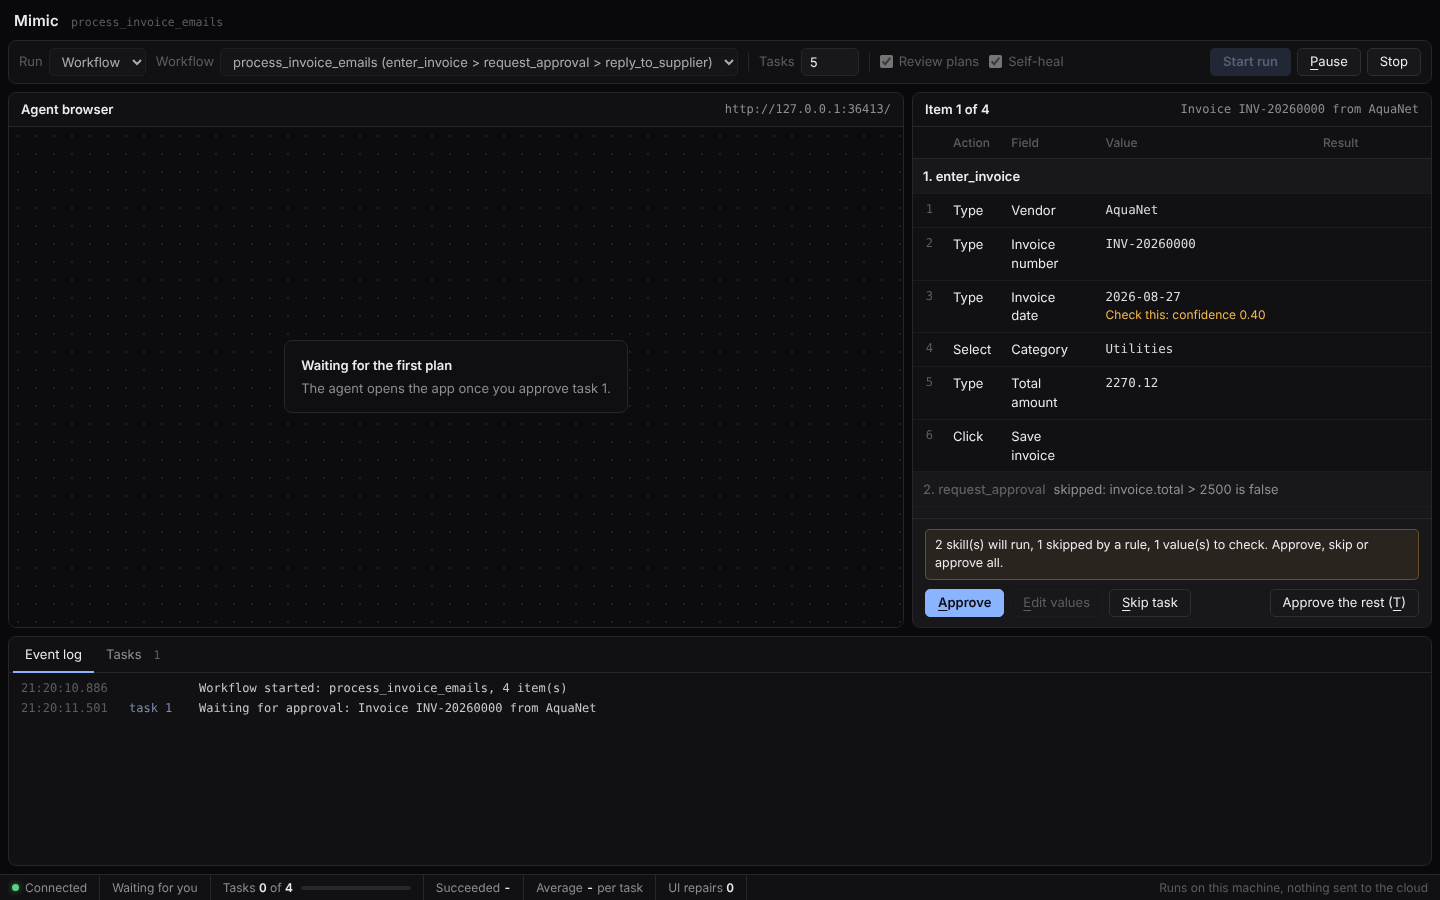 Mimic process_invoice_emails
Run Workflow Workflow process_invoice_emails (enter_invoice > request_approval > reply_to_supplier) Tasks 5 Review plans Self-heal Start run Pause Stop
Agent browser http://127.0.0.1:36413/
Waiting for the first plan
The agent opens the app once you approve task 1.
Item 1 of 4 Invoice INV-20260000 from AquaNet
Action Field Value Result
1. enter_invoice
1 Type Vendor AquaNet
2 Type Invoice number INV-20260000
3 Type Invoice date 2026-08-27
Check this: confidence 0.40
4 Select Category Utilities
5 Type Total amount 2270.12
6 Click Save invoice
2. request_approval skipped: invoice.total > 2500 is false
2 skill(s) will run, 1 skipped by a rule, 1 value(s) to check. Approve, skip or
approve all.
Approve Edit values Skip task Approve the rest (T)
Event log Tasks 1
21:20:10.886 Workflow started: process_invoice_emails, 4 item(s)
21:20:11.501 task 1 Waiting for approval: Invoice INV-20260000 from AquaNet
Connected Waiting for you Tasks 0 of 4 Succeeded - Average - per task UI repairs 0 Runs on this machine, nothing sent to the cloud